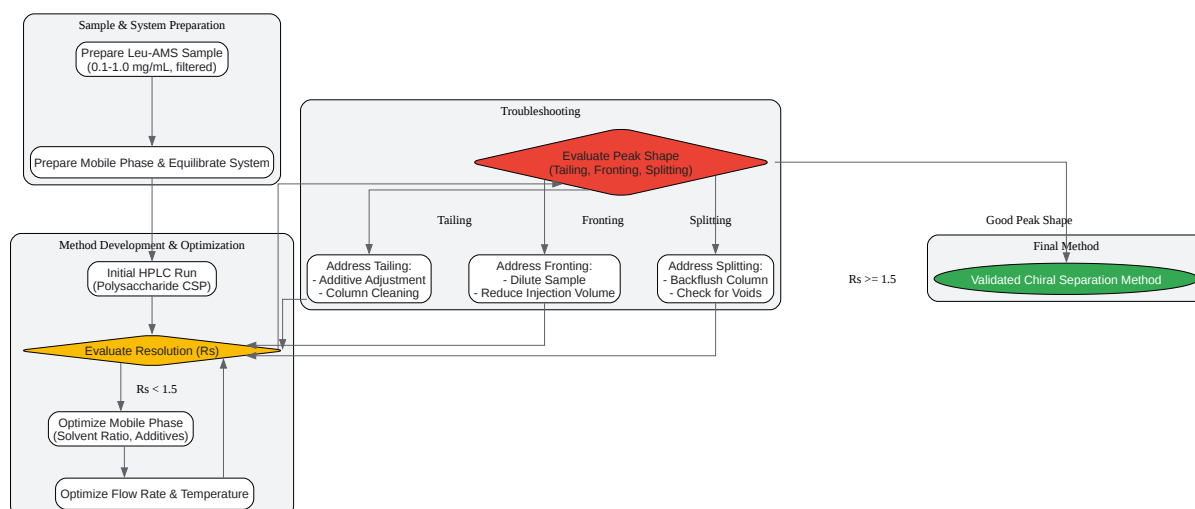 Sample & System Preparation
Prepare Leu-AMS Sample
(0.1-1.0 mg/mL, filtered)
Prepare Mobile Phase & Equilibrate System
Troubleshooting
Evaluate Peak Shape
(Tailing, Fronting, Splitting)
Tailing
Fronting
Splitting
Good Peak Shape
Method Development & Optimization
Final Method
Initial HPLC Run
(Polysaccharide CSP)
Address Tailing:
- Additive Adjustment
- Column Cleaning
Address Fronting:
- Dilute Sample
- Reduce Injection Volume
Address Splitting:
- Backflush Column
- Check for Voids
Rs >= 1.5
Validated Chiral Separation Method
Evaluate Resolution (Rs)
Rs < 1.5
Optimize Mobile Phase
(Solvent Ratio, Additives)
Optimize Flow Rate & Temperature